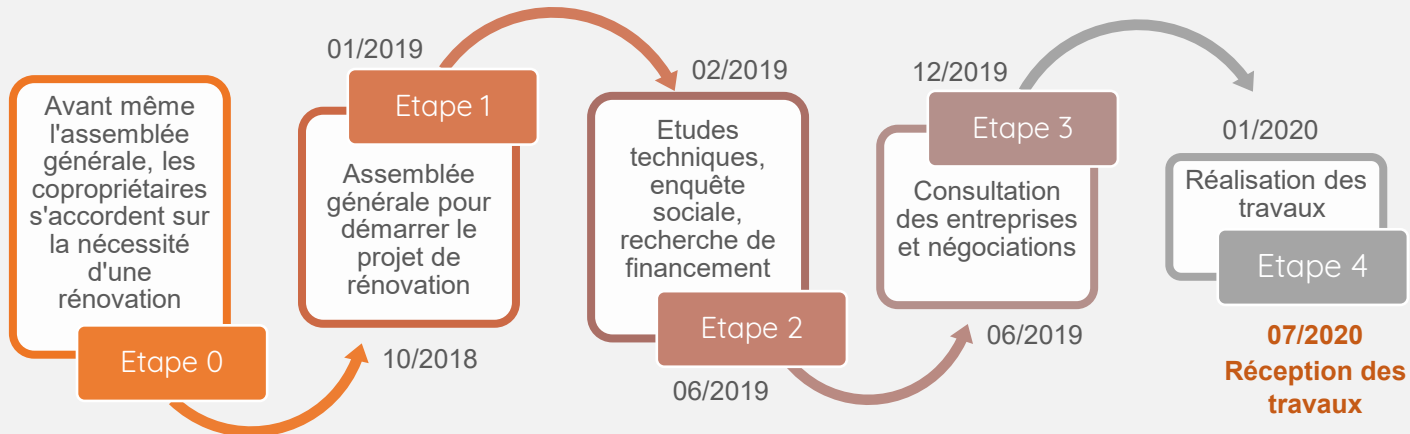 Avant même
l'assemblée
générale, les
copropriétaires
s'accordent sur
la nécessité
d'une
rénovation
Etape 0
10/2018
01/2019
Etape 1
Assemblée
générale pour
démarrer le
projet de
rénovation
02/2019
Etudes
techniques,
enquête
sociale,
recherche de
financement
Etape 2
06/2019
06/2019
12/2019
Etape 3
Consultation
des entreprises
et négociations
01/2020
Réalisation des
travaux
Etape 4
07/2020
Réception des
travaux